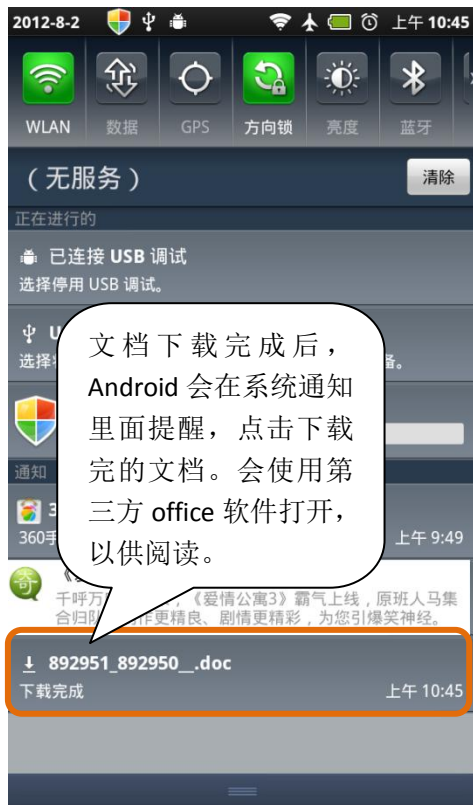 2012-8-2 上午 10:45
WLAN 数据 GPS 方向锁 亮度 蓝牙
（无服务） 清除
正在进行的
已连接 USB 调试
选择停用 USB 调试。
选择 备。
文档下载完成后，
Android 会在系统通知
里面提醒，点击下载
完的文档。会使用第
三方 office 软件打开，
以供阅读。
通知
360手 上午 9:49
千呼万 《爱情公寓3》霸气上线，原班人马集
合归队 作更精良、剧情更精彩，为您引爆笑神经。
892951_892950__.doc
下载完成 上午 10:45